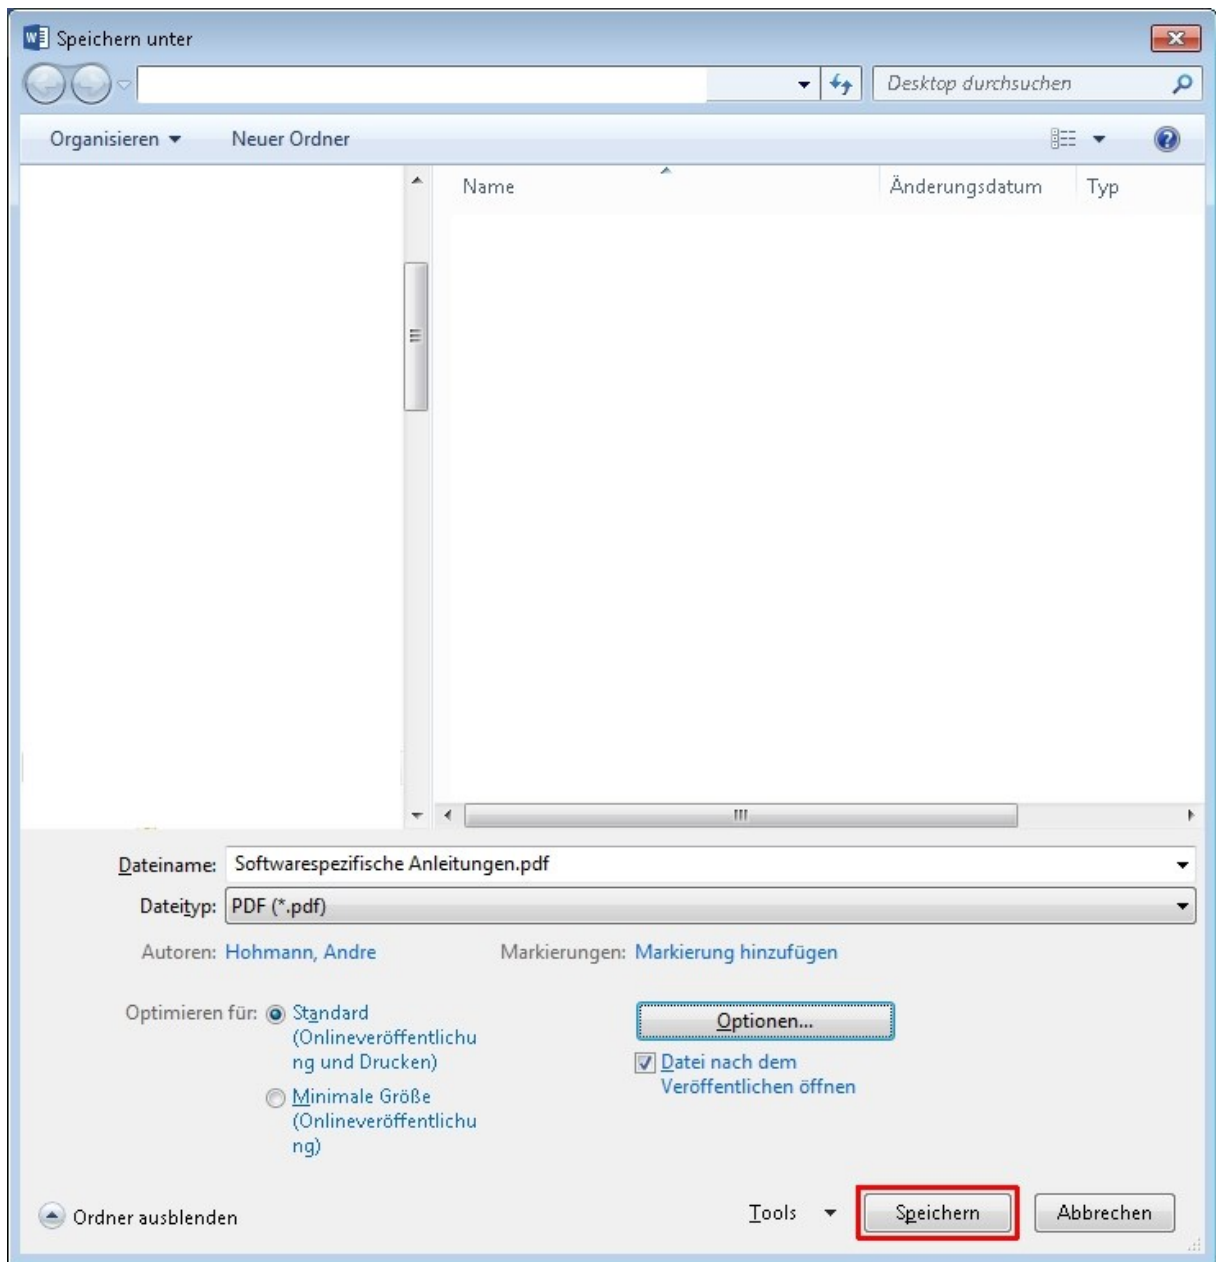 Speichern unter
Desktop durchsuchen
Organisieren Neuer Ordner
Name Änderungsdatum Typ
Dateiname: Softwarespezifische Anleitungen.pdf
Dateityp: PDF (*.pdf)
Autoren: Hohmann, Andre Markierungen: Markierung hinzufügen
Optimieren für: Standard
(Onlineveröffentlichu
ng und Drucken)
Minimale Größe
(Onlineveröffentlichu
ng)
Optionen...
Datei nach dem
Veröffentlichen öffnen
Ordner ausblenden Tools Speichern Abbrechen